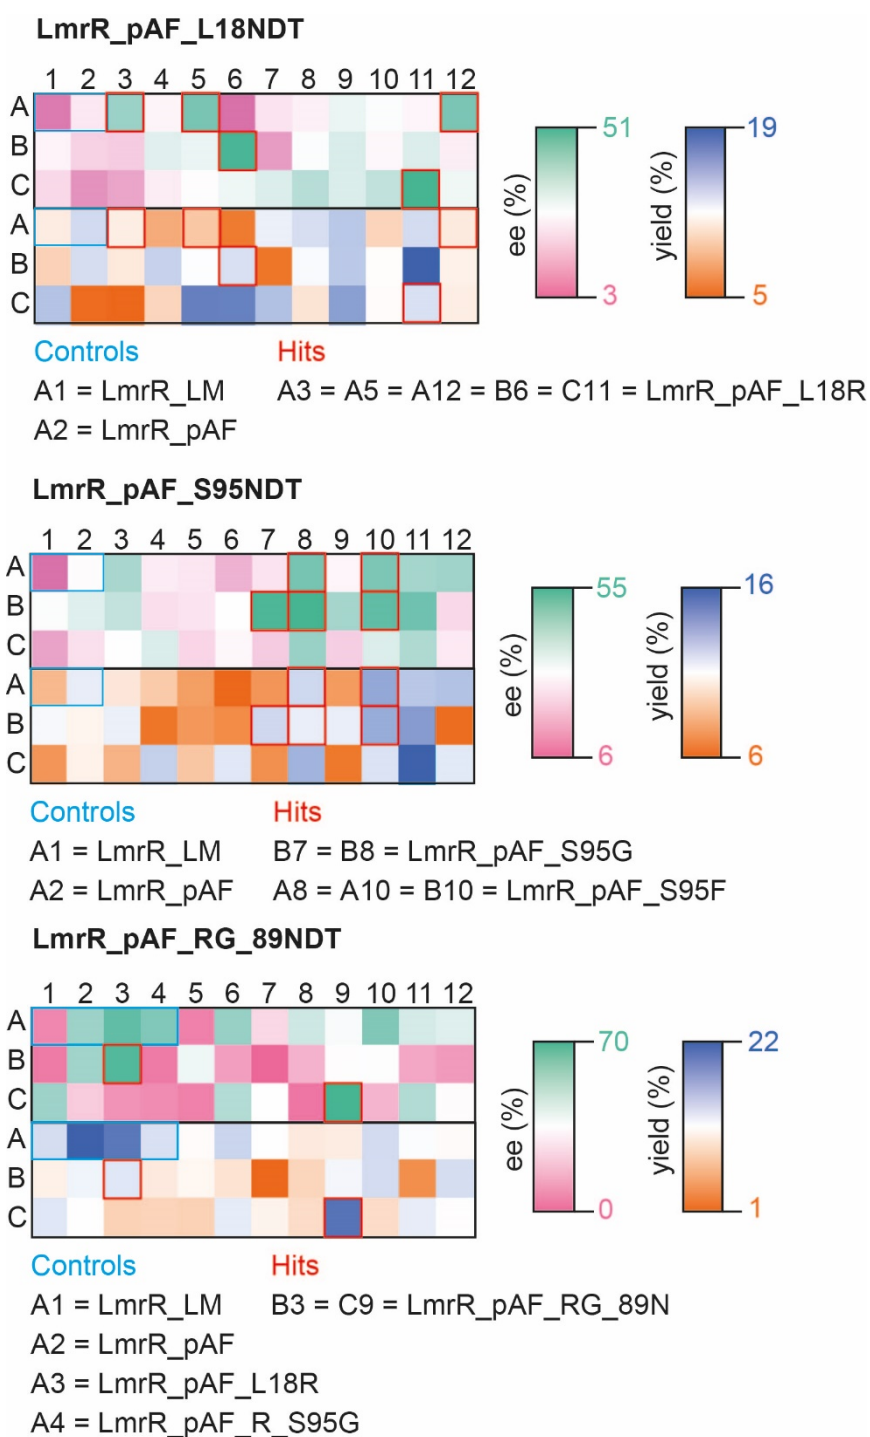 LmrR_pAF_L18NDT
1 2 3 4 5 6 7 8 9 10 11 12
A
B
C
A
B
C
ee (%)
51
3
yield (%)
19
5
Controls Hits
A1 = LmrR_LM A3 = A5 = A12 = B6 = C11 = LmrR_pAF_L18R
A2 = LmrR_pAF
LmrR_pAF_S95NDT
1 2 3 4 5 6 7 8 9 10 11 12
A
B
C
A
B
C
ee (%)
55
6
yield (%)
16
6
Controls Hits
A1 = LmrR_LM B7 = B8 = LmrR_pAF_S95G
A2 = LmrR_pAF A8 = A10 = B10 = LmrR_pAF_S95F
LmrR_pAF_RG_89NDT
1 2 3 4 5 6 7 8 9 10 11 12
A
B
C
A
B
C
ee (%)
70
0
yield (%)
22
1
Controls Hits
A1 = LmrR_LM B3 = C9 = LmrR_pAF_RG_89N
A2 = LmrR_pAF
A3 = LmrR_pAF_L18R
A4 = LmrR_pAF_R_S95G